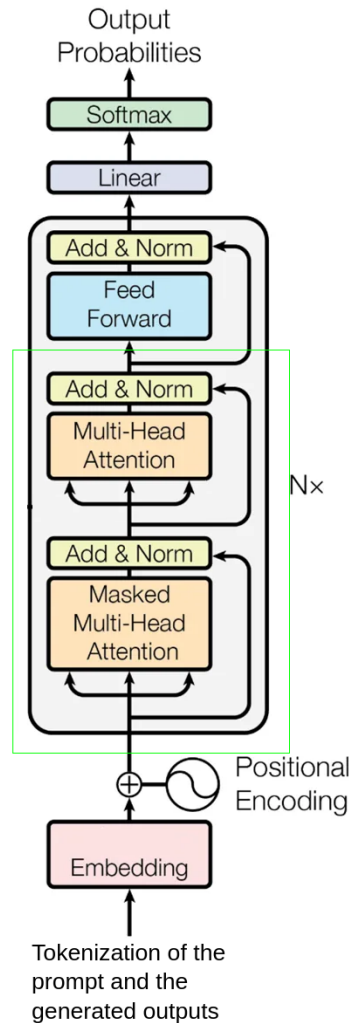 Output
Probabilities
Softmax
Linear
Add & Norm
Feed
Forward
Add & Norm
Multi-Head
Attention
N×
Add & Norm
Masked
Multi-Head
Attention
Positional
Encoding
Embedding
Tokenization of the
prompt and the
generated outputs